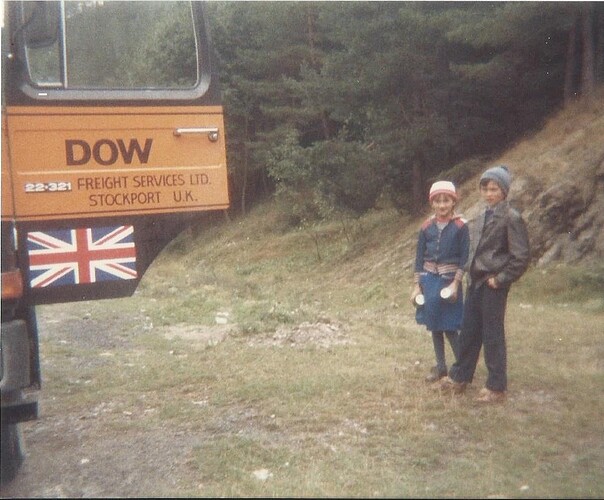 DOW
22-321 FREIGHT SERVICES LTD.
STOCKPORT U.K.